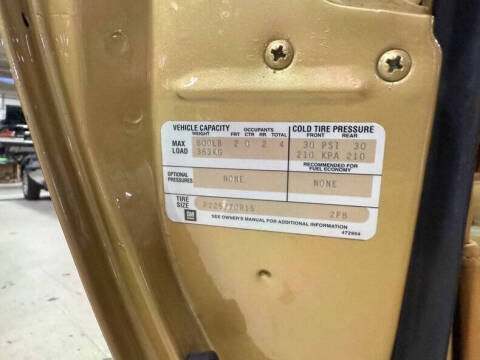 VEHICLE CAPACITY OCCUPANTS COLD TIRE PRESSURE
WEIGHT FRT CTR RR TOTAL FRONT REAR
MAX LOAD 800LB 2 0 2 4 30 PSI 30
363KG 210 KPA 210
RECOMMENDED FOR
FUEL ECONOMY
OPTIONAL PRESSURES NONE NONE
TIRE SIZE P225/70R15 2FB
GM
SEE OWNER'S MANUAL FOR ADDITIONAL INFORMATION
472864